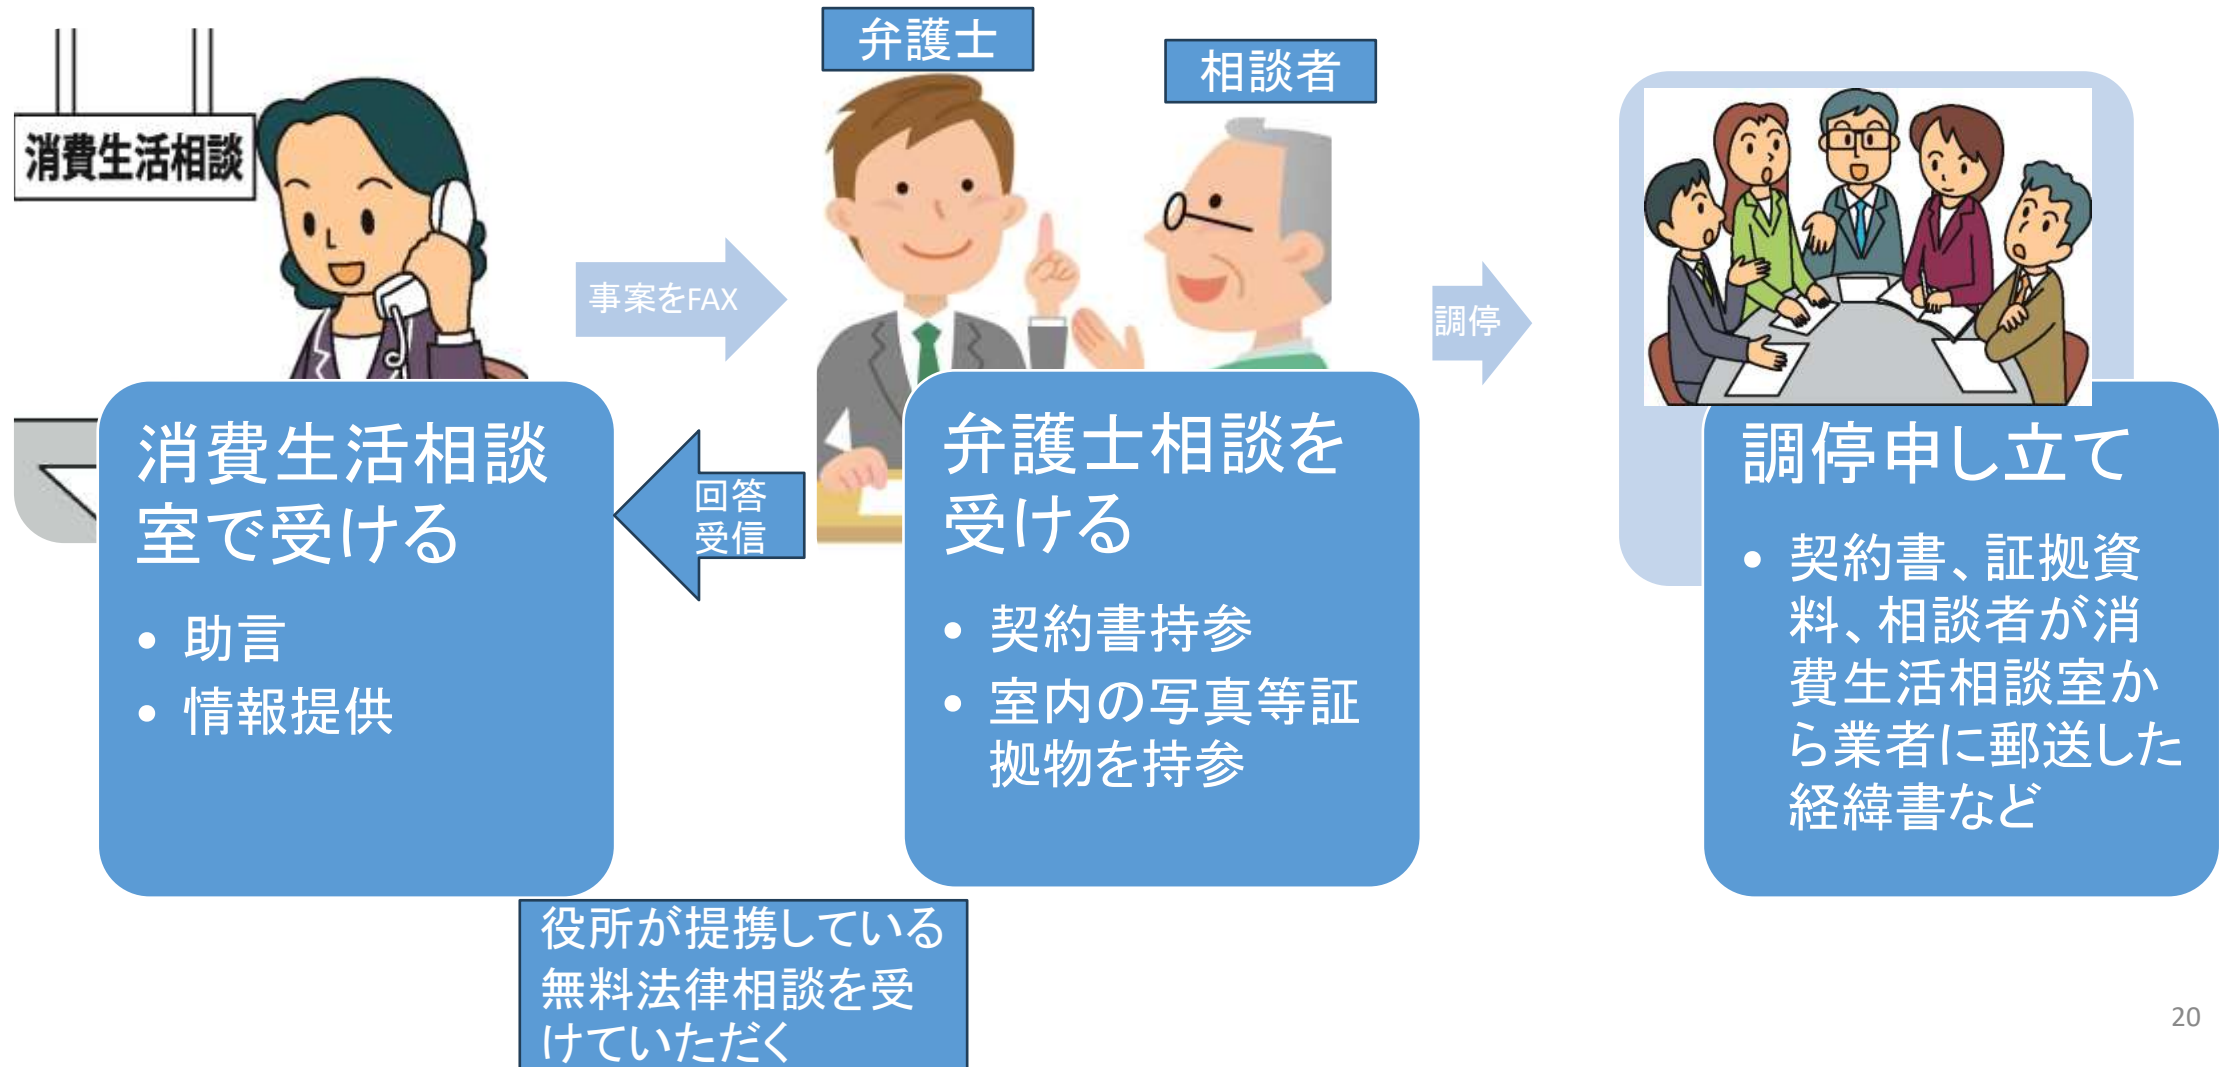 弁護士
相談者
消費生活相談
事案をFAX
調停
消費生活相談
室で受ける
• 助言
• 情報提供
回答
受信
弁護士相談を
受ける
• 契約書持参
• 室内の写真等証
拠物を持参
調停申し立て
• 契約書、証拠資
料、相談者が消
費生活相談室か
ら業者に郵送した
経緯書など
役所が提携している
無料法律相談を受
けていただく
20